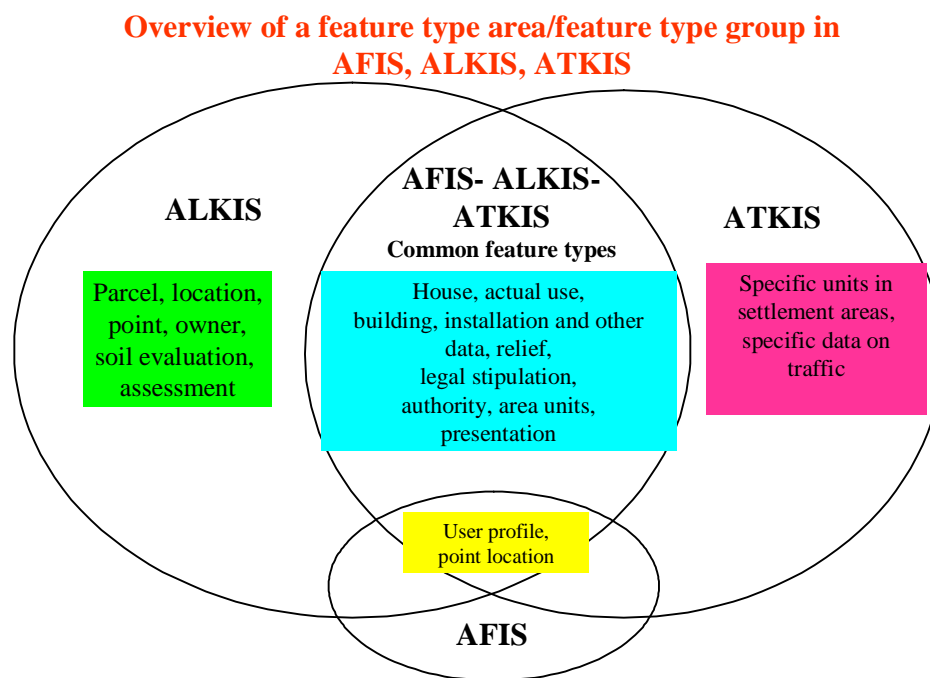 Overview of a feature type area/feature type group in
AFIS, ALKIS, ATKIS
ALKIS
Parcel, location,
point, owner,
soil evaluation,
assessment
AFIS- ALKIS-
ATKIS
Common feature types
House, actual use,
building, installation and other
data, relief,
legal stipulation,
authority, area units,
presentation
ATKIS
Specific units in
settlement areas,
specific data on
traffic
User profile,
point location
AFIS